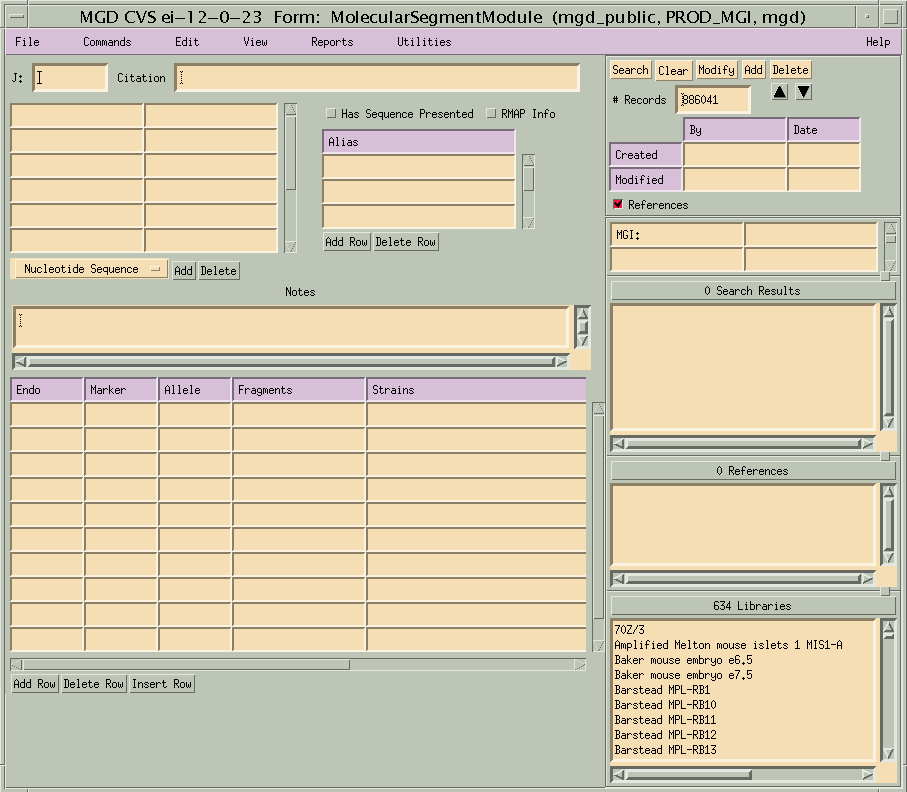 MGD CVS ei-12-0-23 Form: MolecularSegmentModule (mgd_public, PROD_MGI, mgd)
File Commands Edit View Reports Utilities Help
J: Citation
Search Clear Modify Add Delete
# Records 886041
Has Sequence Presented RMAP Info
Alias
By Date
Created
Modified
References
Add Row Delete Row
MGI:
Nucleotide Sequence Add Delete
Notes
0 Search Results
Endo Marker Allele Fragments Strains
0 References
634 Libraries
70Z/3
Amplified Melton mouse islets 1 MIS1-A
Baker mouse embryo e6.5
Baker mouse embryo e7.5
Barstead MPL-RB1
Barstead MPL-RB10
Barstead MPL-RB11
Barstead MPL-RB12
Barstead MPL-RB13
Add Row Delete Row Insert Row